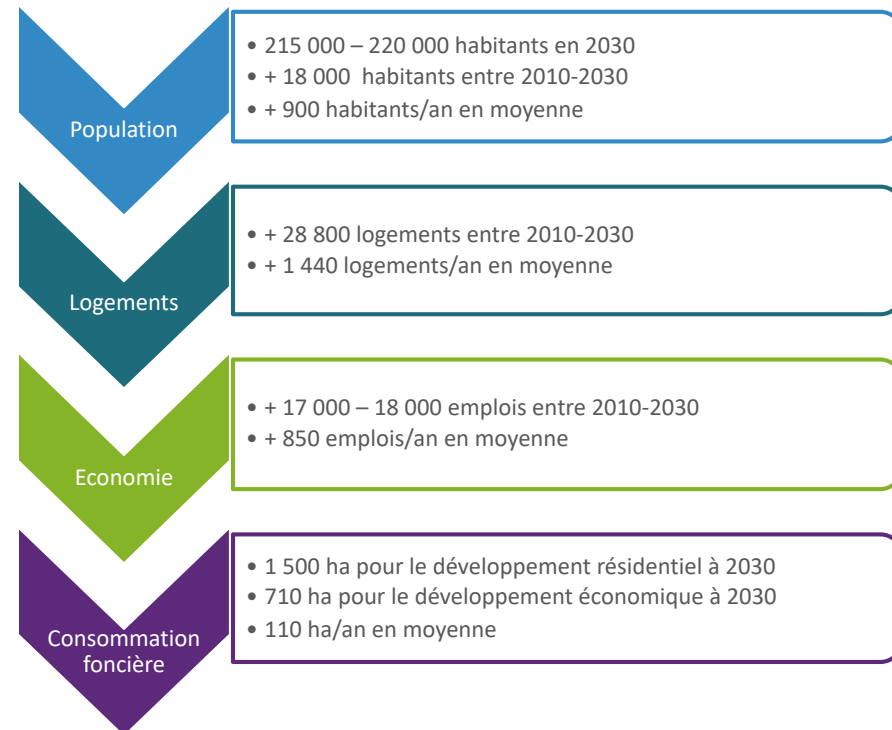 Population
• 215 000 – 220 000 habitants en 2030
• + 18 000 habitants entre 2010-2030
• + 900 habitants/an en moyenne
Logements
• + 28 800 logements entre 2010-2030
• + 1 440 logements/an en moyenne
Economie
• + 17 000 – 18 000 emplois entre 2010-2030
• + 850 emplois/an en moyenne
Consommation
foncière
• 1 500 ha pour le développement résidentiel à 2030
• 710 ha pour le développement économique à 2030
• 110 ha/an en moyenne